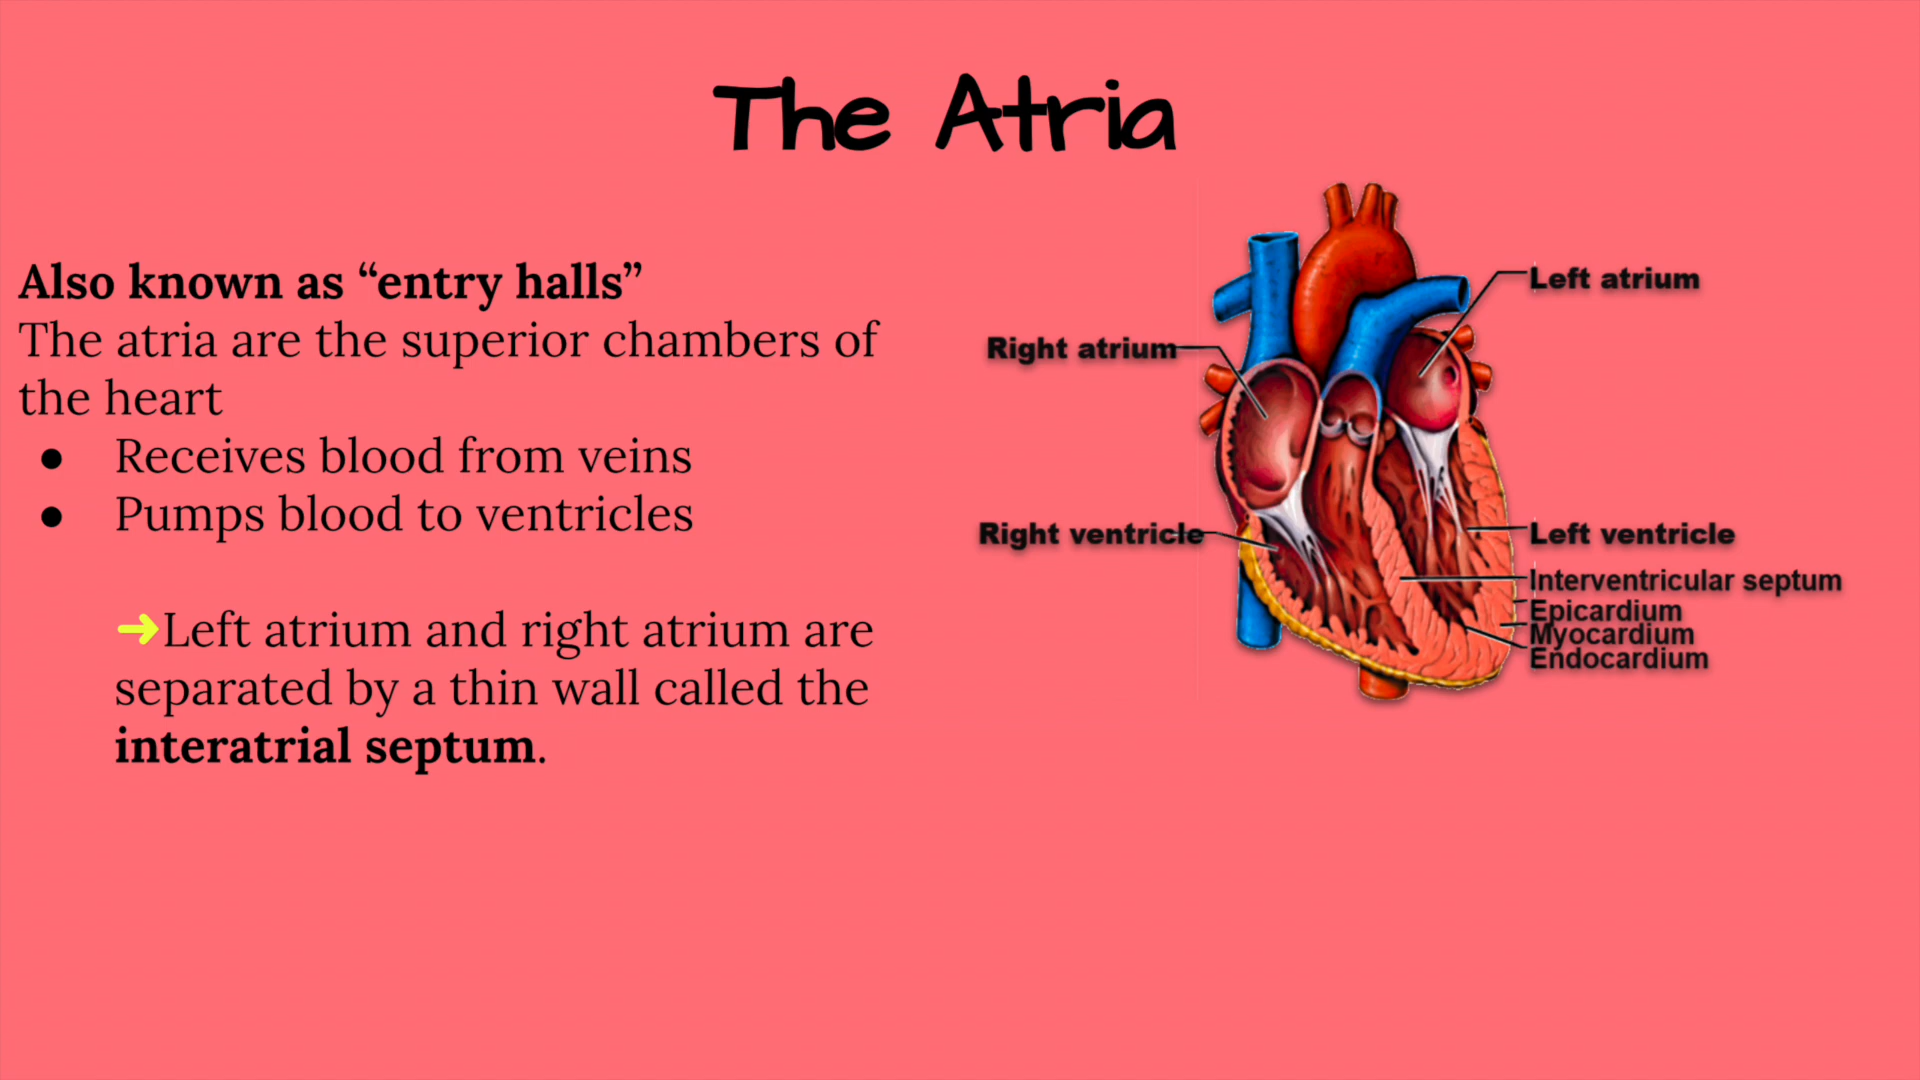 The Atria
Also known as “entry halls”
The atria are the superior chambers of
the heart
● Receives blood from veins
● Pumps blood to ventricles
➜Left atrium and right atrium are
separated by a thin wall called the
interatrial septum.
Left atrium
Right atrium
Right ventricle
Left ventricle
Interventricular septum
Epicardium
Myocardium
Endocardium